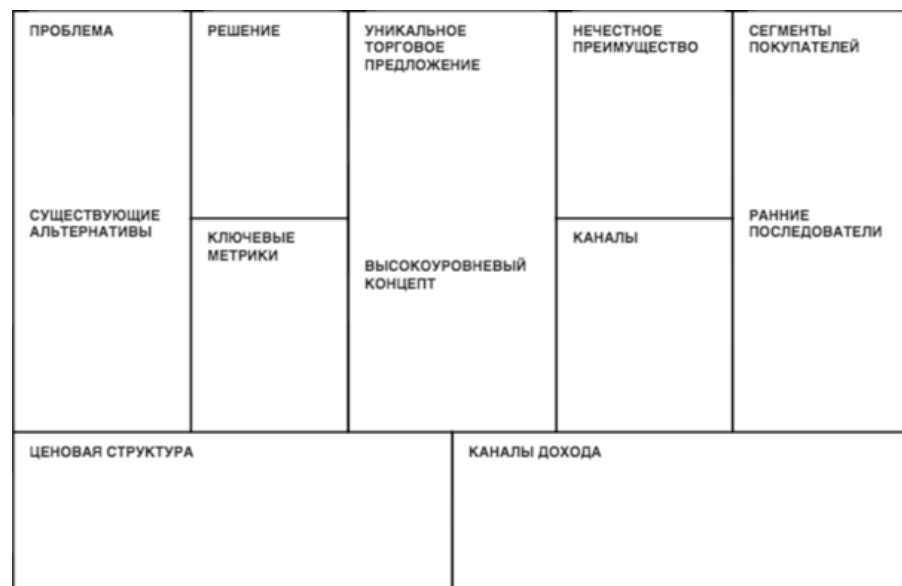 ПРОБЛЕМА
СУЩЕСТВУЮЩИЕ
АЛЬТЕРНАТИВЫ
РЕШЕНИЕ
КЛЮЧЕВЫЕ
МЕТРИКИ
УНИКАЛЬНОЕ
ТОРГОВОЕ
ПРЕДЛОЖЕНИЕ
ВЫСОКОУРОВНЕВЫЙ
КОНЦЕПТ
НЕЧЕСТНОЕ
ПРЕИМУЩЕСТВО
КАНАЛЫ
СЕГМЕНТЫ
ПОКУПАТЕЛЕЙ
РАННИЕ
ПОСЛЕДОВАТЕЛИ
ЦЕНОВАЯ СТРУКТУРА
КАНАЛЫ ДОХОДА